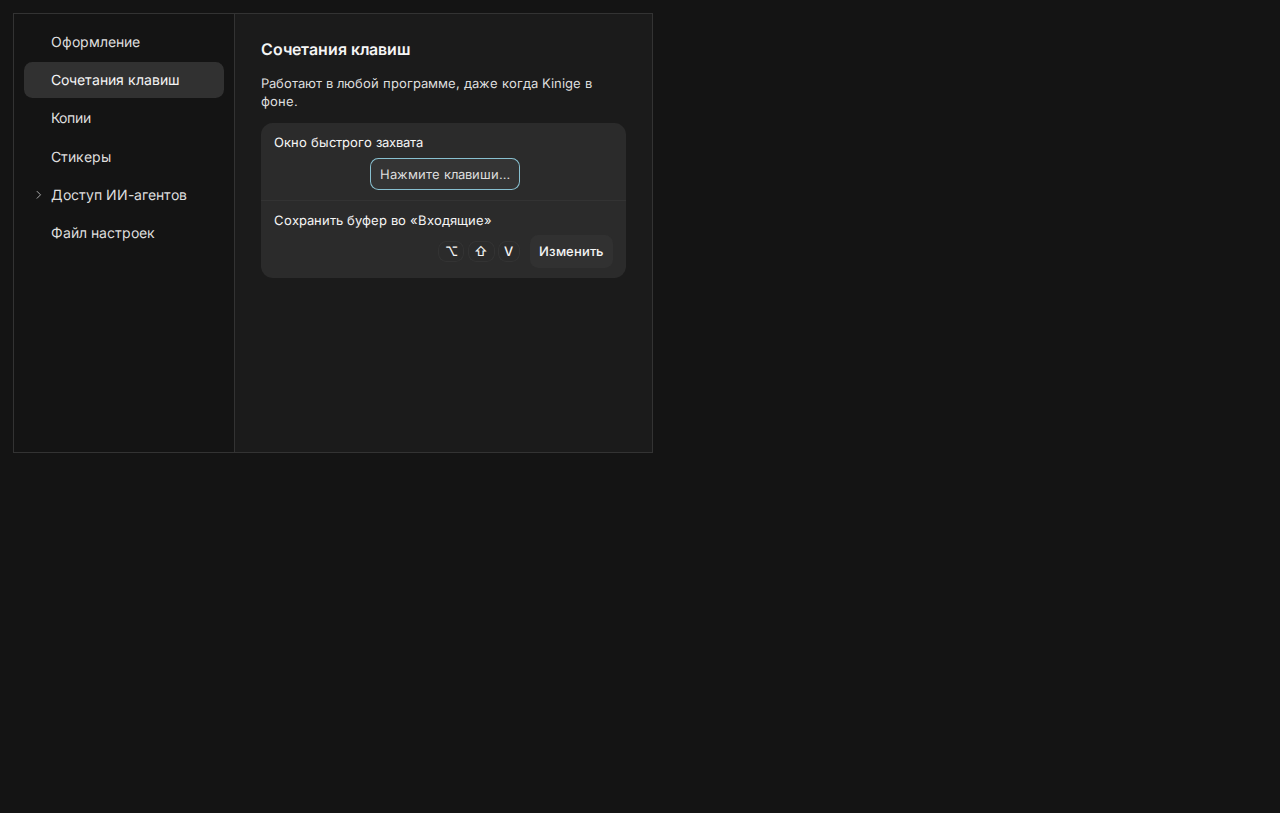 Оформление
Сочетания клавиш
Копии
Стикеры
Доступ ИИ-агентов
Файл настроек
Сочетания клавиш
Работают в любой программе, даже когда Kinige в
фоне.
Окно быстрого захвата
Нажмите клавиши...
Сохранить буфер во «Входящие»
⌥ ⇧ V Изменить